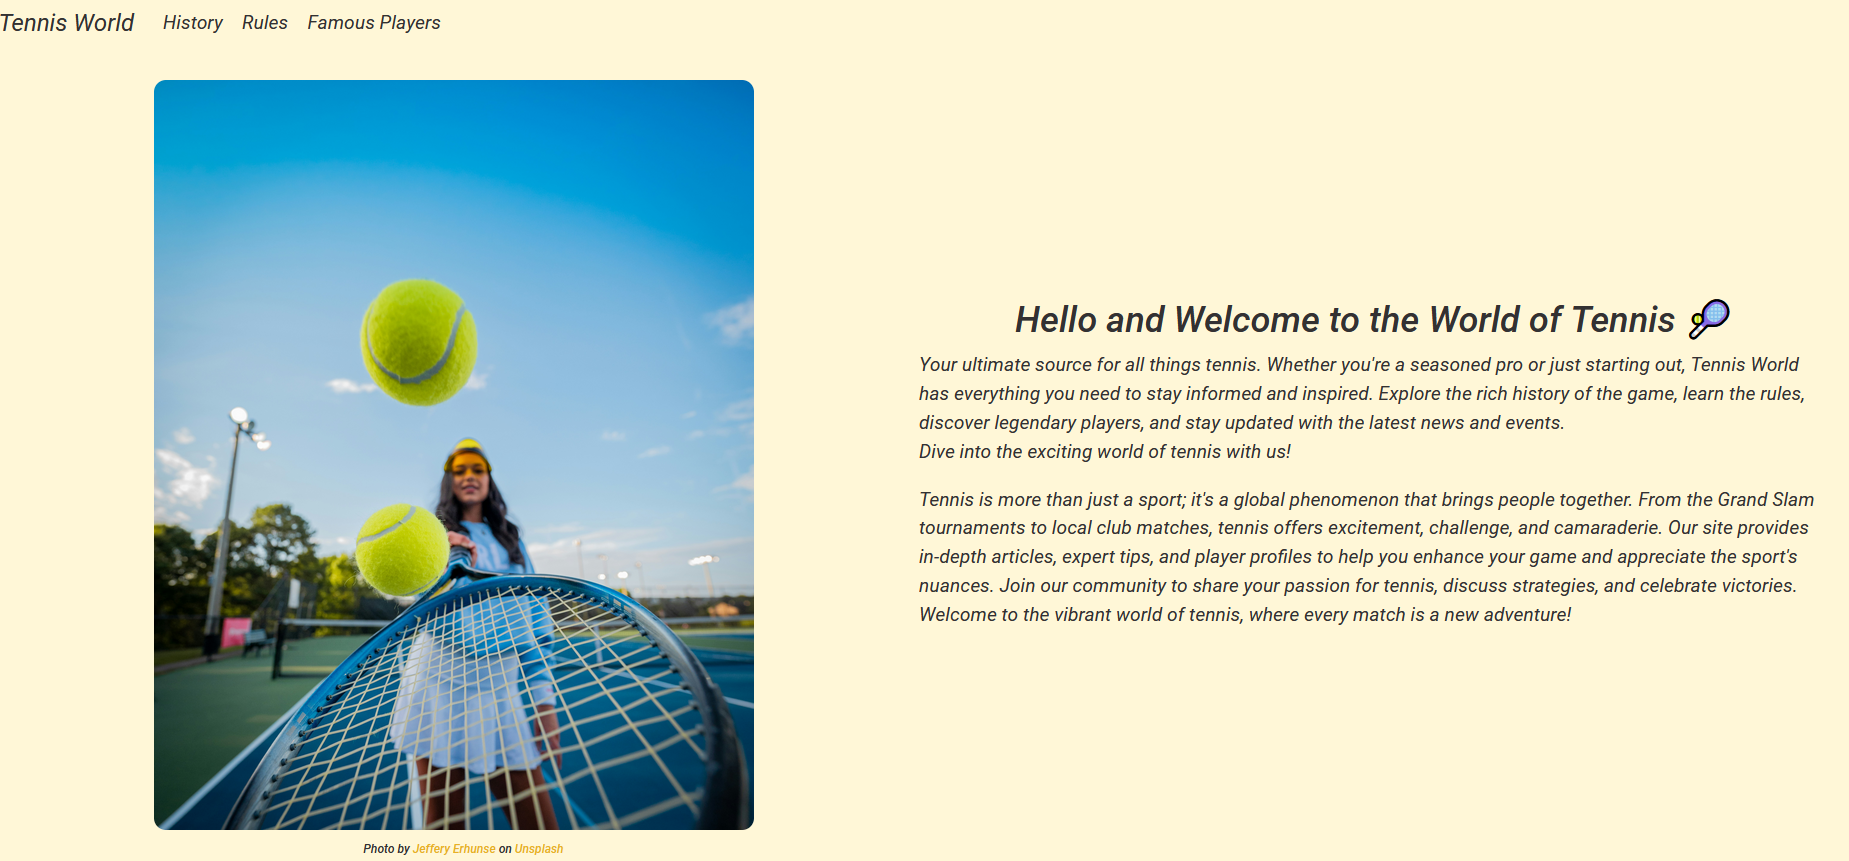 Tennis World History Rules Famous Players
Hello and Welcome to the World of Tennis
Your ultimate source for all things tennis. Whether you're a seasoned pro or just starting out, Tennis World
has everything you need to stay informed and inspired. Explore the rich history of the game, learn the rules,
discover legendary players, and stay updated with the latest news and events.
Dive into the exciting world of tennis with us!
Tennis is more than just a sport; it's a global phenomenon that brings people together. From the Grand Slam
tournaments to local club matches, tennis offers excitement, challenge, and camaraderie. Our site provides
in-depth articles, expert tips, and player profiles to help you enhance your game and appreciate the sport's
nuances. Join our community to share your passion for tennis, discuss strategies, and celebrate victories.
Welcome to the vibrant world of tennis, where every match is a new adventure!
Photo by Jeffery Erhunse on Unsplash